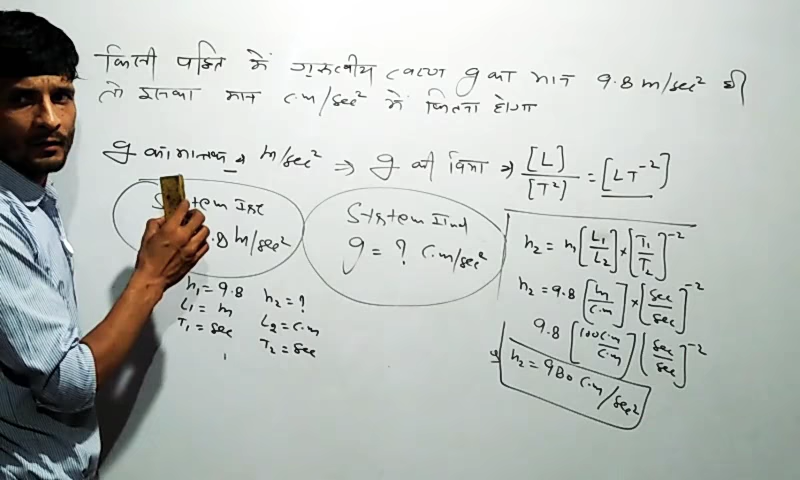 किसी पद्धति में गुरुत्वीय त्वरण g का मान 9.8 m/sec² हो
तो इसका मान c.m/sec² में कितना होगा
g का मात्रक → m/sec² ⇒ g की विमा → [L]/[T²] = [LT⁻²]
System Ist
.8 m/sec²
System IInd
g = ? c.m/sec²
n₁ = 9.8
L₁ = m
T₁ = sec
n₂ = ?
L₂ = c.m
T₂ = sec
n₂ = n₁ [L₁/L₂] × [T₁/T₂]⁻²
n₂ = 9.8 [m/c.m] × [sec/sec]⁻²
9.8 [100 c.m/c.m] [sec/sec]⁻²
n₂ = 980 c.m/sec²